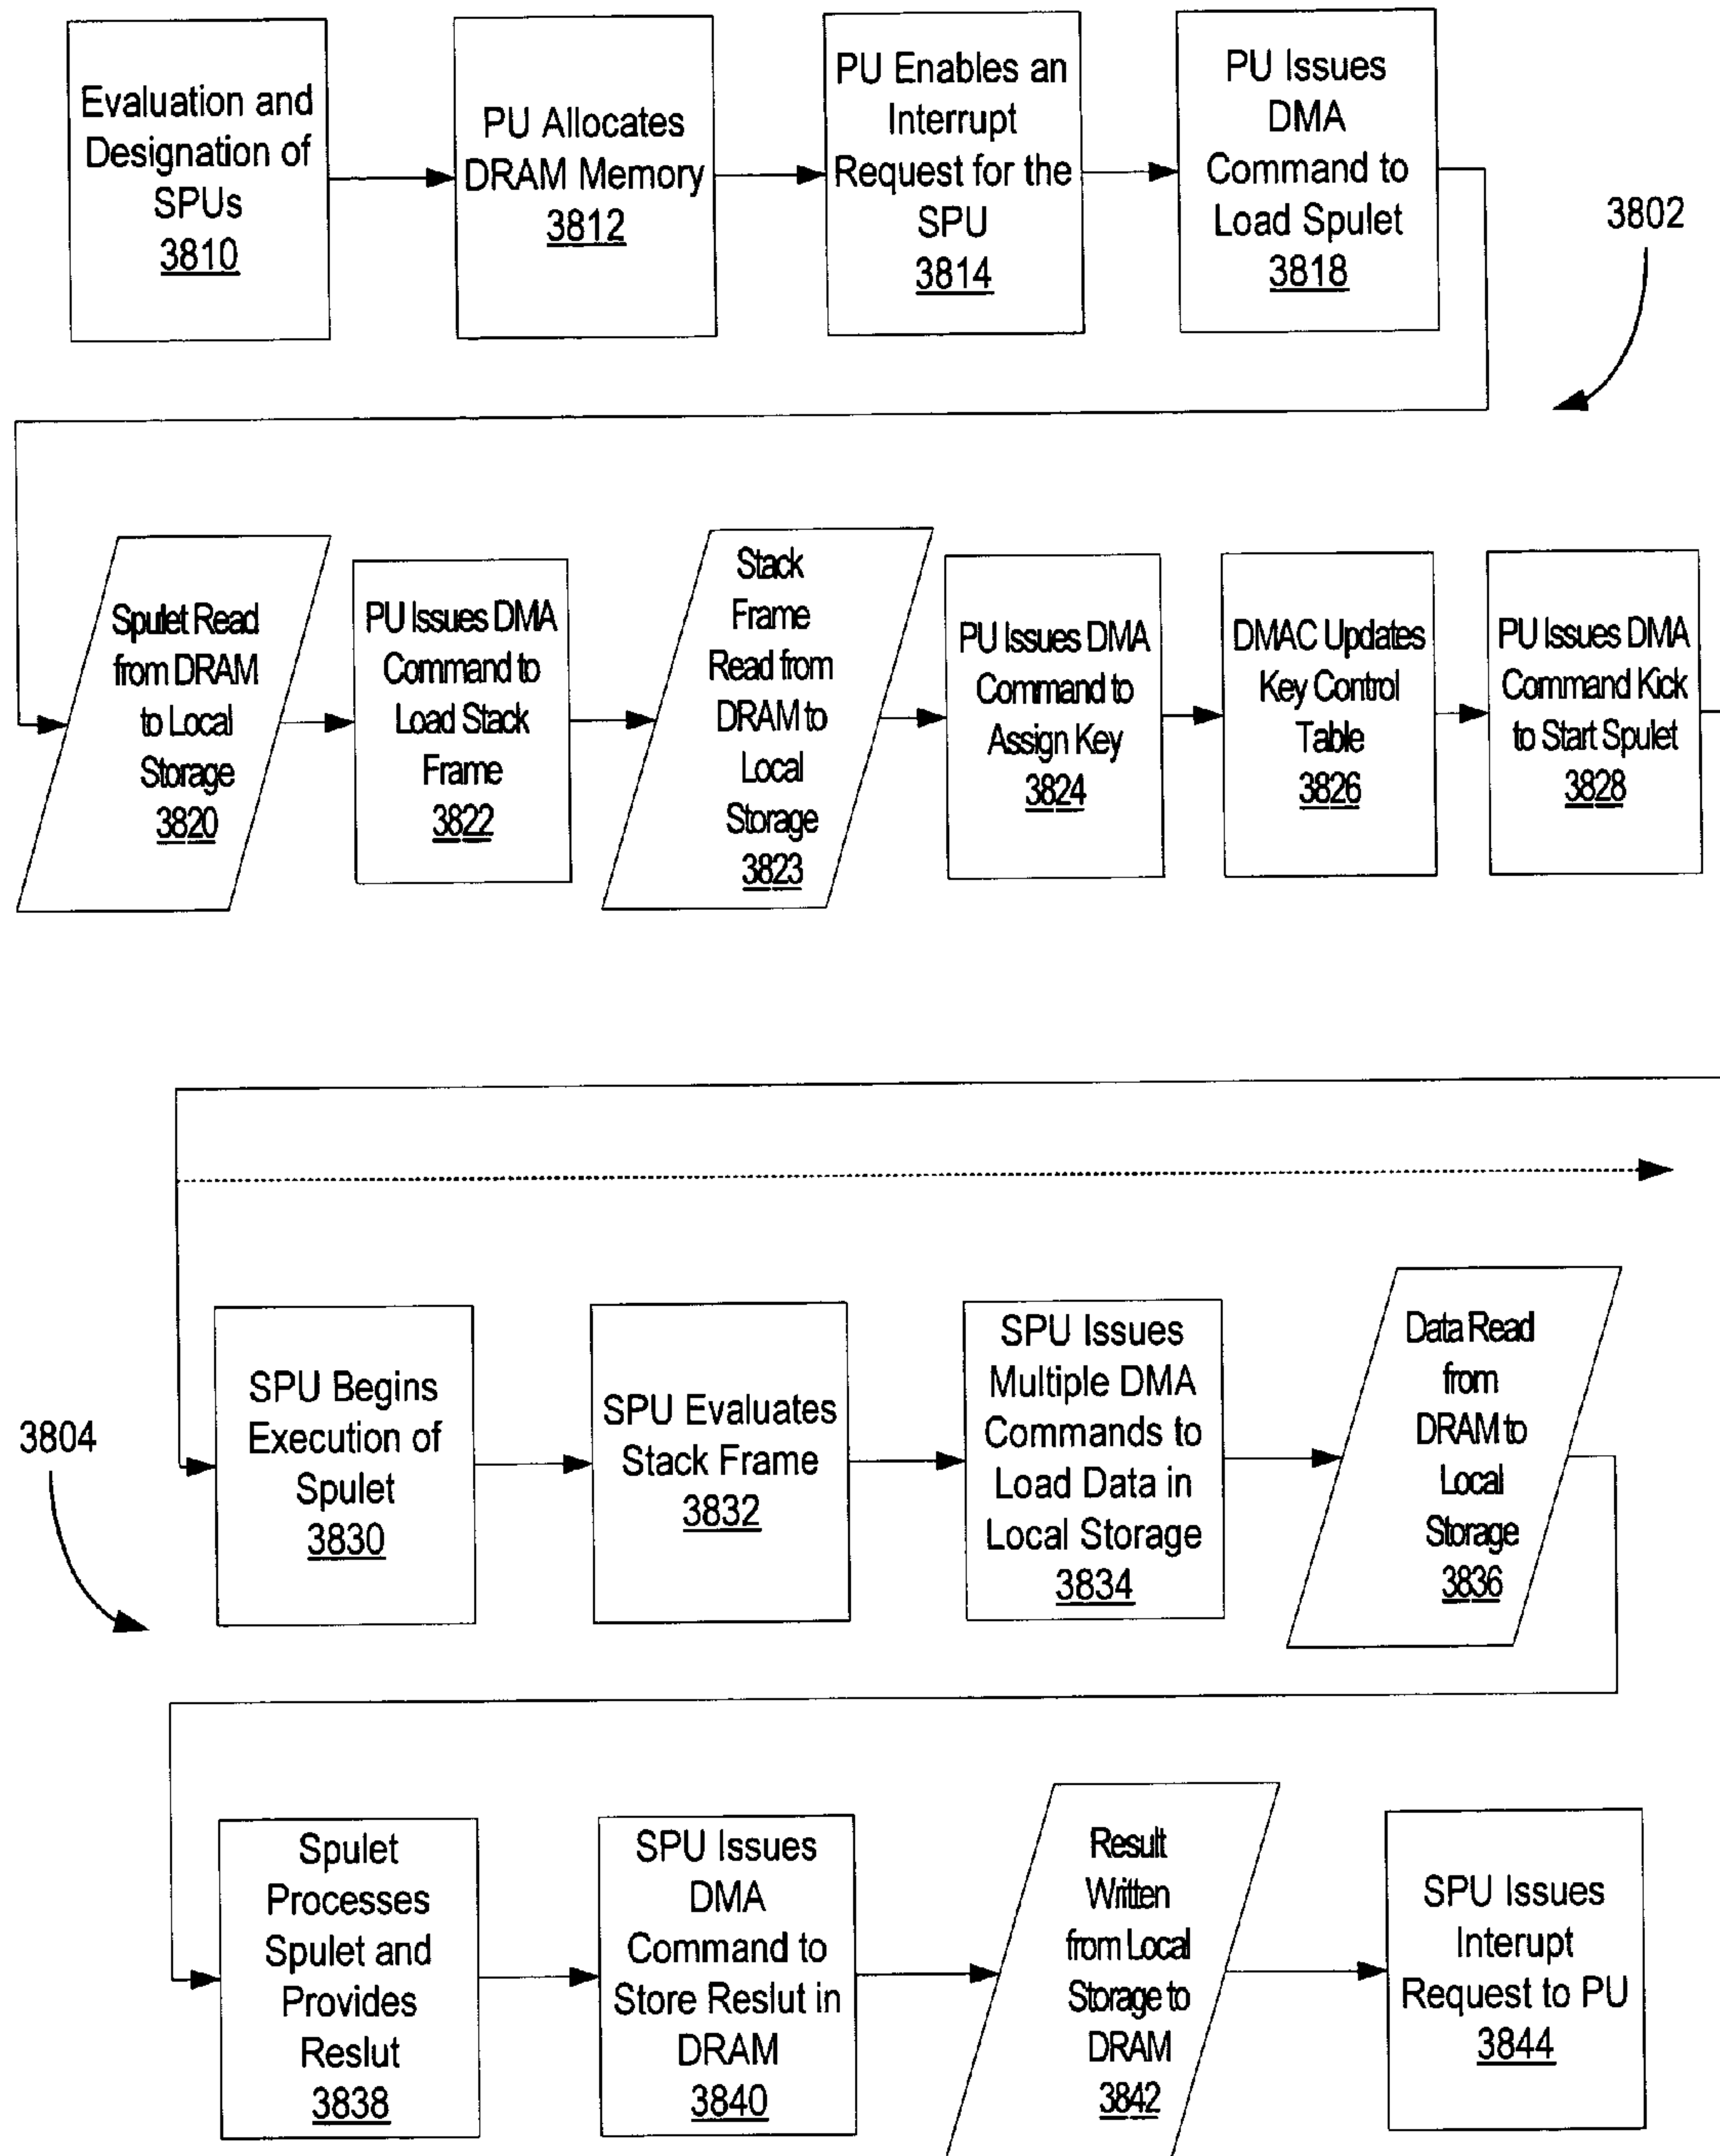 Evaluation and
Designation of
SPUs
3810
PU Allocates
DRAM Memory
3812
PU Enables an
Interrupt
Request for the
SPU
3814
PU Issues
DMA
Command to
Load Spulet
3818
3802
Spulet Read
from DRAM
to Local
Storage
3820
PU Issues DMA
Command to
Load Stack
Frame
3822
Stack
Frame
Read from
DRAM to
Local
Storage
3823
PU Issues DMA
Command to
Assign Key
3824
DMAC Updates
Key Control
Table
3826
PU Issues DMA
Command Kick
to Start Spulet
3828
3804
SPU Begins
Execution of
Spulet
3830
SPU Evaluates
Stack Frame
3832
SPU Issues
Multiple DMA
Commands to
Load Data in
Local Storage
3834
Data Read
from
DRAM to
Local
Storage
3836
Spulet
Processes
Spulet and
Provides
Reslut
3838
SPU Issues
DMA
Command to
Store Reslut in
DRAM
3840
Result
Written
from Local
Storage to
DRAM
3842
SPU Issues
Interupt
Request to PU
3844